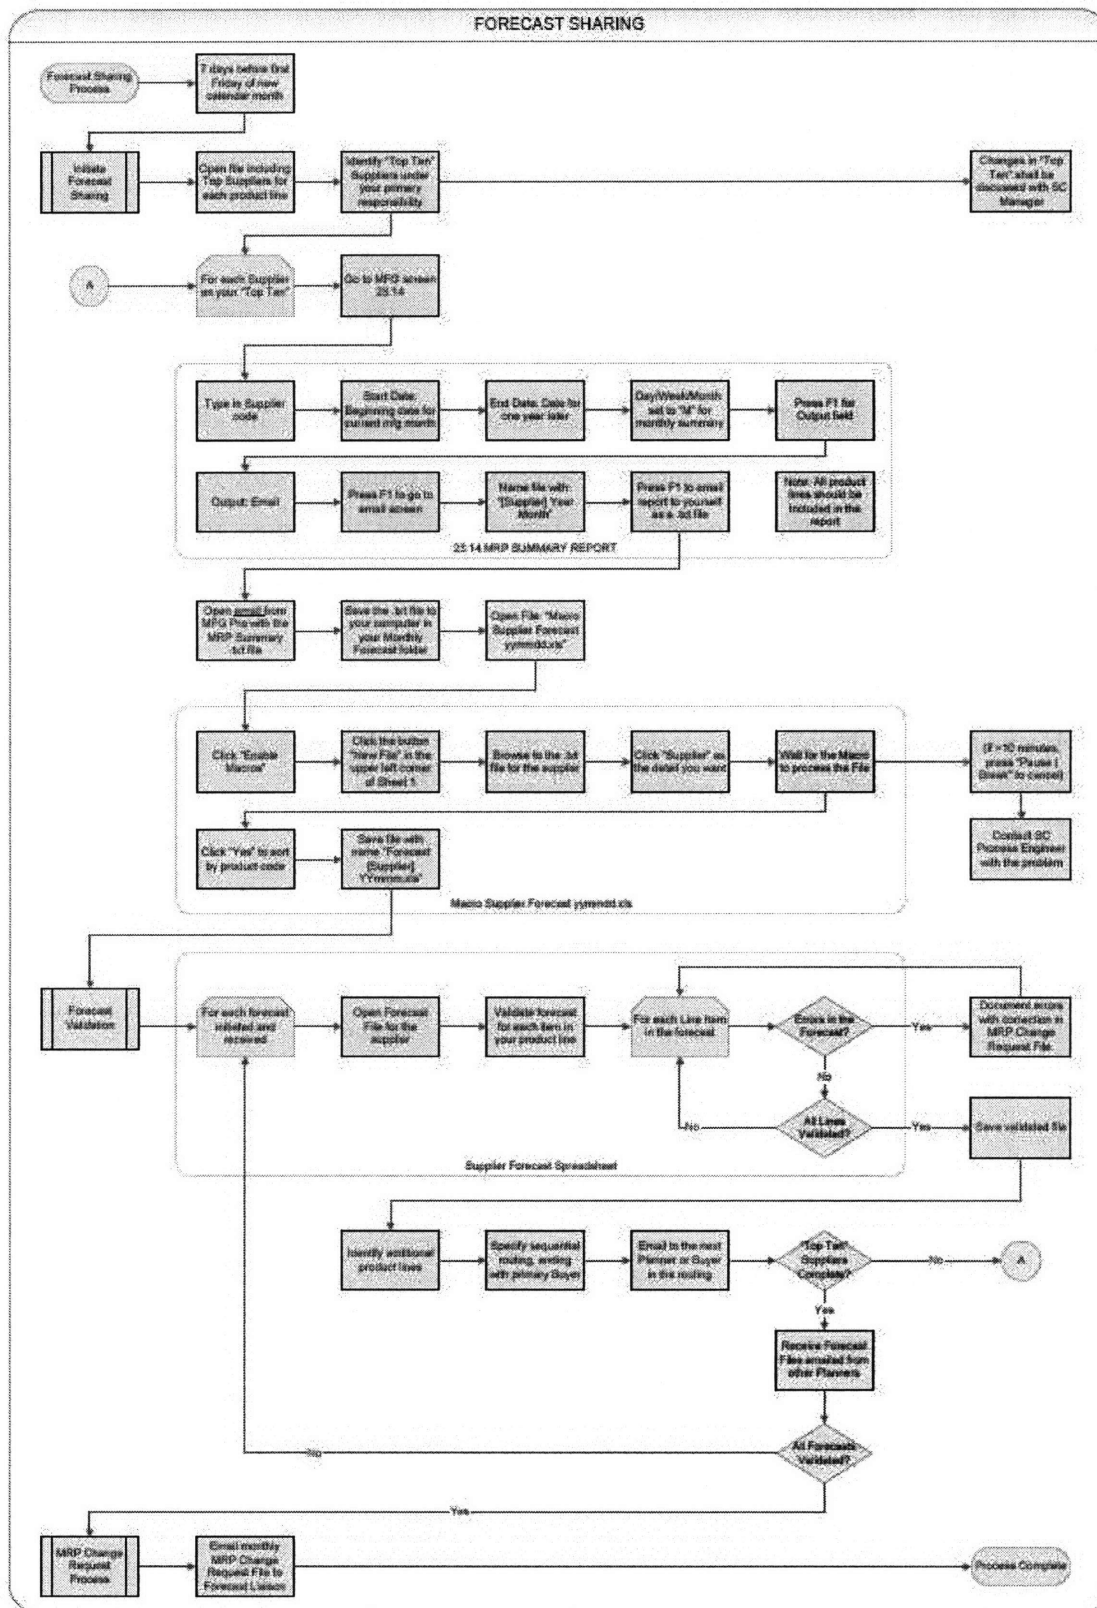 FORECAST SHARING
Forecast Sharing
Process
7 days before first
Friday of new
calendar month
Initiate
Forecast
Sharing
Open file including
Top Suppliers for
each product line
Identify "Top Ten"
Suppliers under
your primary
responsibility
Changes in "Top
Ten" shall be
discussed with SC
Manager
A
For each Supplier
on your "Top Ten"
Go to MFG screen
23.14
Type in Supplier
code
Start Date:
Beginning date for
current mfg month
End Date: Date for
one year later
Day/Week/Month:
set to "M" for
monthly summary
Press F1 for
Output field
Output: Email
Press F1 to go to
email screen
Name file with:
"[Supplier] Year
Month"
Press F1 to email
report to yourself
as a .txt file
Note: All product
lines should be
included in the
report
23.14 MRP SUMMARY REPORT
Open email from
MFG Pro with the
MRP Summary
.txt file
Save the .txt file to
your computer in
your Monthly
Forecast folder
Open File: "Macro
Supplier Forecast
yymmdd.xls"
Click "Enable
Macros"
Click the button
"New File" in the
upper left corner
of Sheet 1
Browse to the .txt
file for the supplier
Click "Supplier" as
the detail you want
Wait for the Macro
to process the File
(If >10 minutes,
press "Pause |
Break" to cancel)
Click "Yes" to sort
by product code
Save file with
name "Forecast
[Supplier]
YYmmm.xls"
Contact SC
Process Engineer
with the problem
Macro Supplier Forecast yymmdd.xls
Forecast
Validation
For each forecast
initiated and
received
Open Forecast
File for the
supplier
Validate forecast
for each item in
your product line
For each Line Item
in the forecast
Errors in the
Forecast?
Yes
Document errors
with correction in
MRP Change
Request File
No
No
All Lines
Validated?
Yes
Save validated file
Supplier Forecast Spreadsheet
Identify additional
product lines
Specify sequential
routing, ending
with primary Buyer
Email to the next
Planner or Buyer
in the routing
"Top Ten"
Suppliers
Complete?
No
A
Yes
Receive Forecast
Files emailed from
other Planners
No
All Forecasts
Validated?
Yes
MRP Change
Request
Process
Email monthly
MRP Change
Request File to
Forecast Liaison
Process Complete